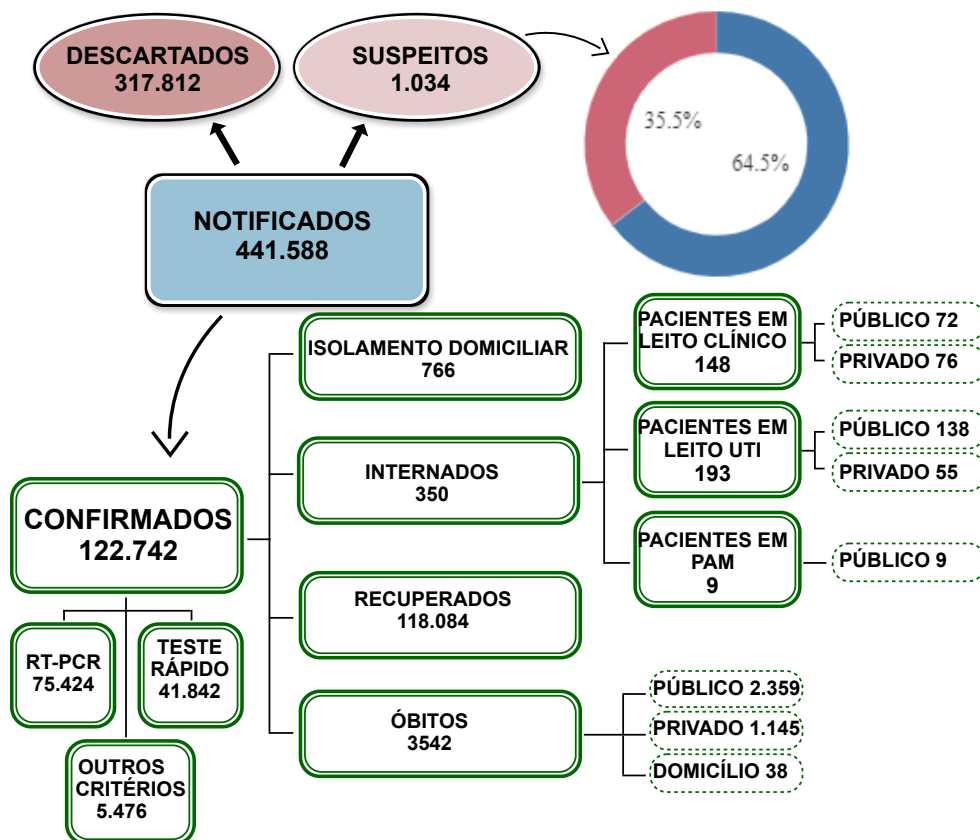 DESCARTADOS
317.812
SUSPEITOS
1.034
35.5%
64.5%
NOTIFICADOS
441.588
CONFIRMADOS
122.742
RT-PCR
75.424
TESTE
RÁPIDO
41.842
OUTROS
CRITÉRIOS
5.476
ISOLAMENTO DOMICILIAR
766
INTERNADOS
350
RECUPERADOS
118.084
ÓBITOS
3542
PACIENTES EM
LEITO CLÍNICO
148
PÚBLICO 72
PRIVADO 76
PACIENTES EM
LEITO UTI
193
PÚBLICO 138
PRIVADO 55
PACIENTES EM
PAM
9
PÚBLICO 9
PÚBLICO 2.359
PRIVADO 1.145
DOMICÍLIO 38